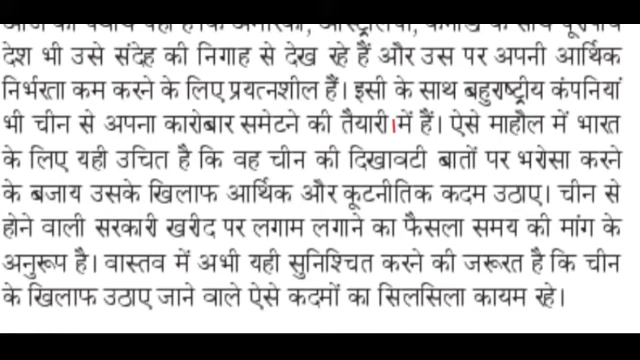 देश भी उसे संदेह की निगाह से देख रहे हैं और उस पर अपनी आर्थिक
निर्भरता कम करने के लिए प्रयत्नशील हैं। इसी के साथ बहुराष्ट्रीय कंपनियां
भी चीन से अपना कारोबार समेटने की तैयारी में हैं। ऐसे माहौल में भारत
के लिए यही उचित है कि वह चीन की दिखावटी बातों पर भरोसा करने
के बजाय उसके खिलाफ आर्थिक और कूटनीतिक कदम उठाए। चीन से
होने वाली सरकारी खरीद पर लगाम लगाने का फैसला समय की मांग के
अनुरूप है। वास्तव में अभी यही सुनिश्चित करने की जरूरत है कि चीन
के खिलाफ उठाए जाने वाले ऐसे कदमों का सिलसिला कायम रहे।